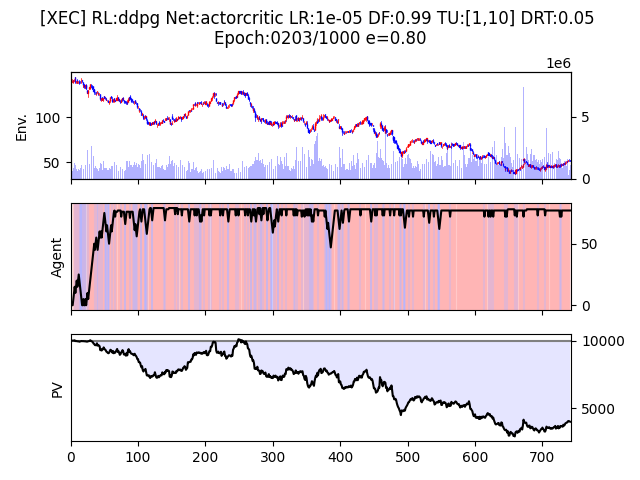 [XEC] RL:ddpg Net:actorcritic LR:1e-05 DF:0.99 TU:[1,10] DRT:0.05
Epoch:0203/1000 e=0.80
1e6
Env.
100
50
5
0
Agent
50
0
PV
10000
5000
0 100 200 300 400 500 600 700